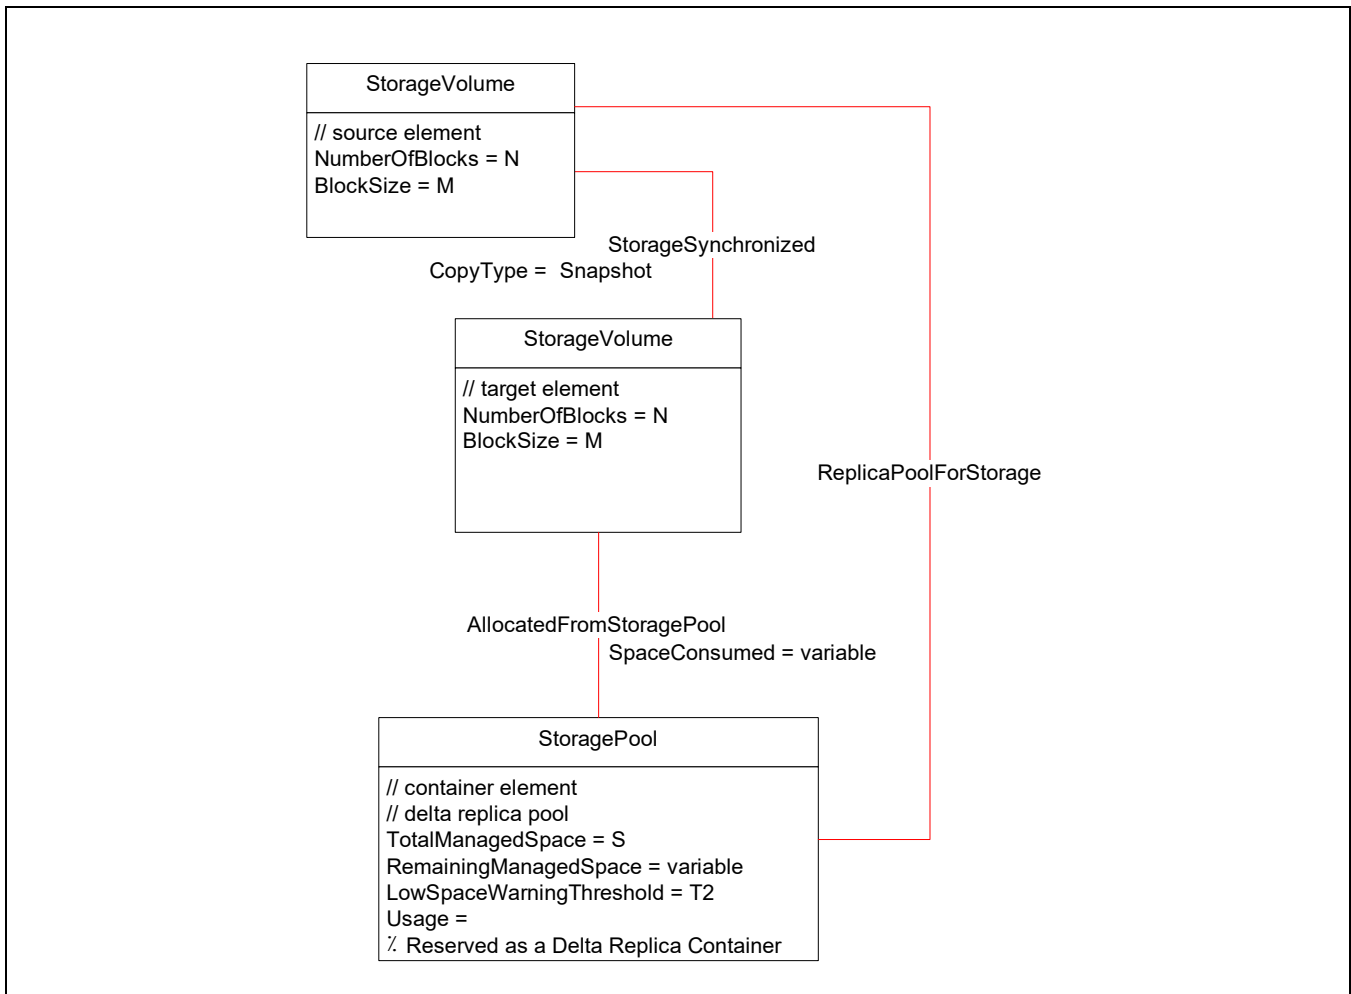 StorageVolume
// source element
NumberOfBlocks = N
BlockSize = M
StorageSynchronized
CopyType = Snapshot
StorageVolume
// target element
NumberOfBlocks = N
BlockSize = M
ReplicaPoolForStorage
AllocatedFromStoragePool
SpaceConsumed = variable
StoragePool
// container element
// delta replica pool
TotalManagedSpace = S
RemainingManagedSpace = variable
LowSpaceWarningThreshold = T2
Usage =
٪ Reserved as a Delta Replica Container